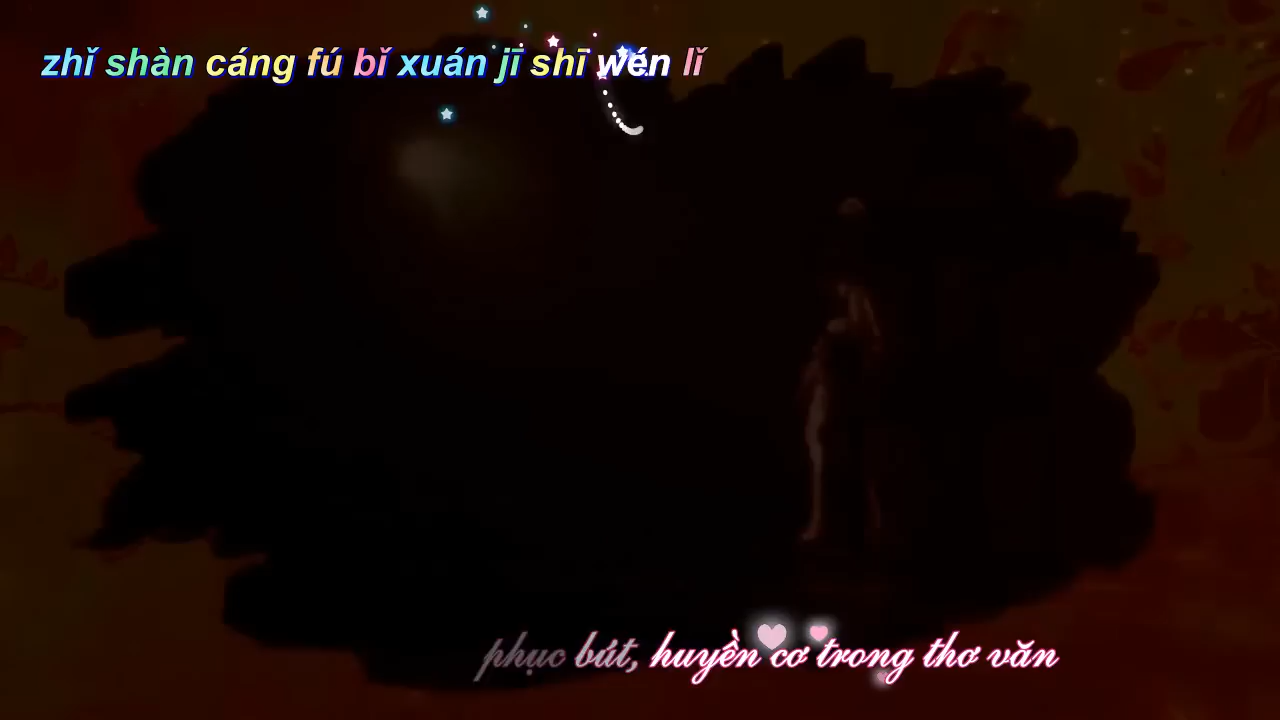 zhǐ shàn cáng fú bǐ xuán jī shī wén lǐ
phục bút, huyền cơ trong thơ văn